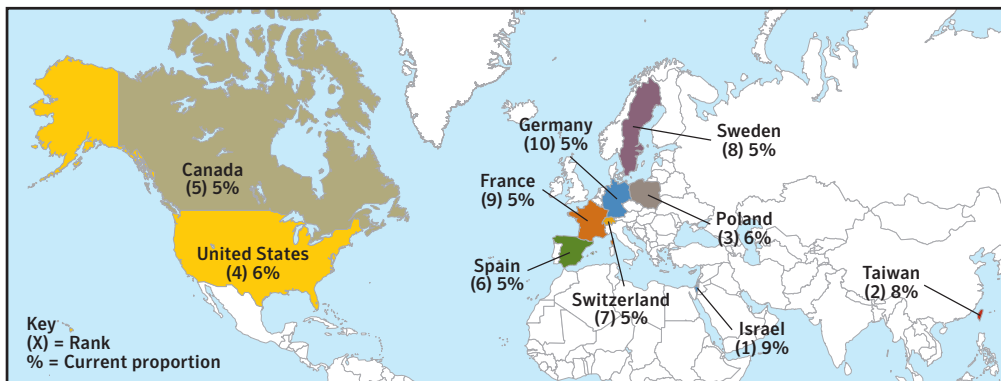 Germany
(10) 5%
Sweden
(8) 5%
Canada
(5) 5%
France
(9) 5%
Poland
(3) 6%
United States
(4) 6%
Spain
(6) 5%
Taiwan
(2) 8%
Switzerland
(7) 5%
Israel
(1) 9%
Key
(X) = Rank
% = Current proportion